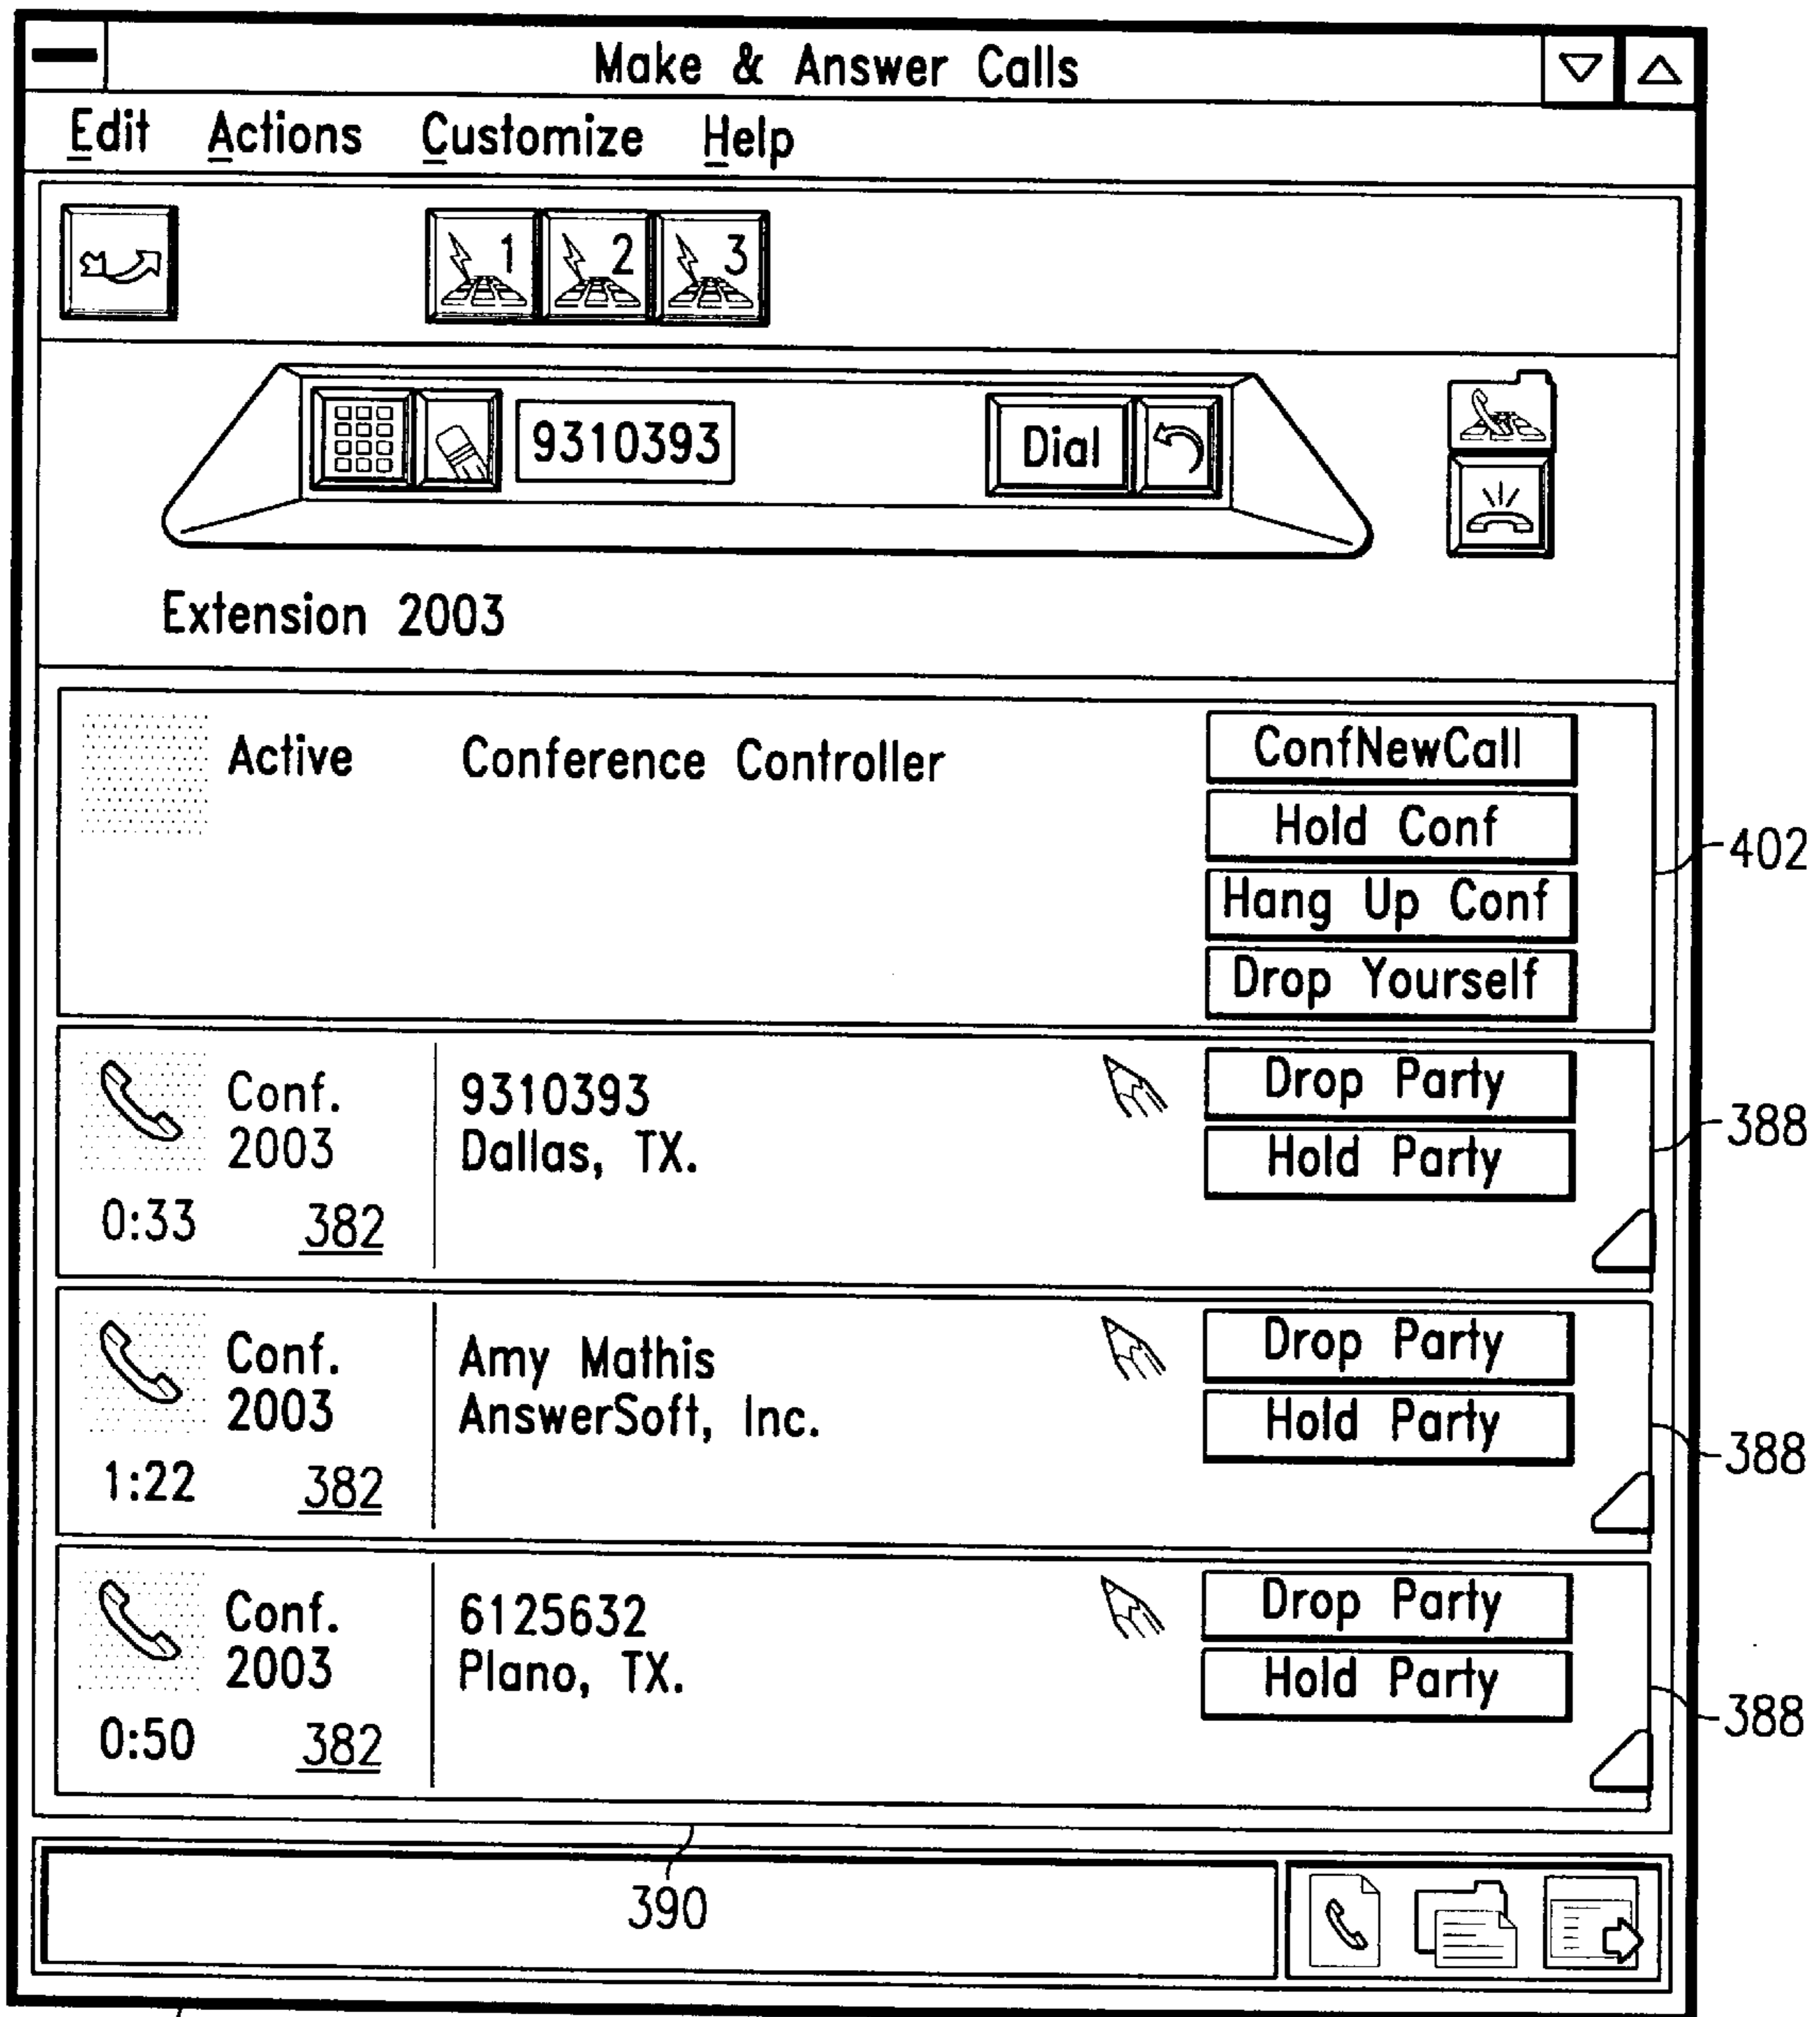 Make & Answer Calls
Edit Actions Customize Help
1 2 3
9310393 Dial
Extension 2003
Active Conference Controller
ConfNewCall
Hold Conf
Hang Up Conf
Drop Yourself
402
Conf. 9310393 Drop Party
2003 Dallas, TX. Hold Party
388
0:33 382
Conf. Amy Mathis Drop Party
2003 AnswerSoft, Inc. Hold Party
388
1:22 382
Conf. 6125632 Drop Party
2003 Plano, TX. Hold Party
388
0:50 382
390